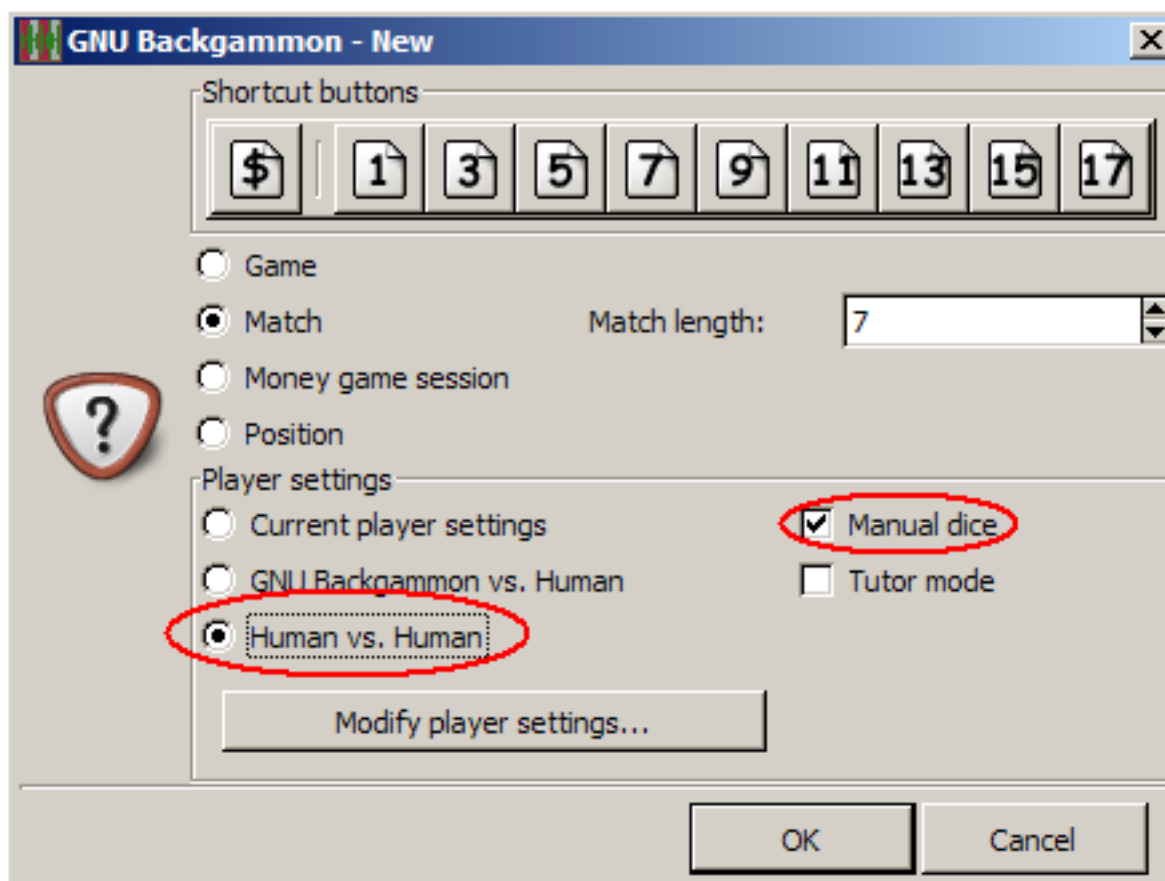 GNU Backgammon - New
Shortcut buttons
$ 1 3 5 7 9 11 13 15 17
Game
Match Match length: 7
Money game session
Position
Player settings
Current player settings Manual dice
GNU Backgammon vs. Human Tutor mode
Human vs. Human
Modify player settings...
OK Cancel